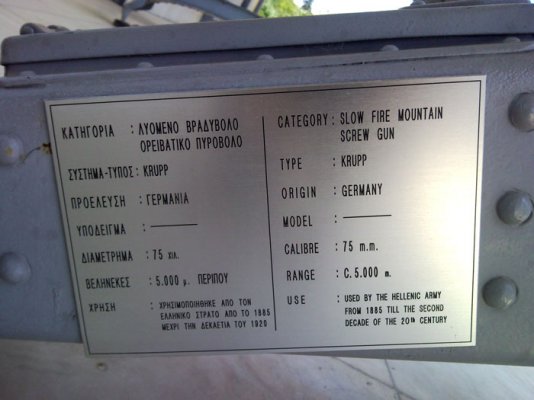 ΚΑΤΗΓΟΡΙΑ : ΛΥΟΜΕΝΟ ΒΡΑΔΥΒΟΛΟ
ΟΡΕΙΒΑΤΙΚΟ ΠΥΡΟΒΟΛΟ
ΣΥΣΤΗΜΑ-ΤΥΠΟΣ: KRUPP
ΠΡΟΕΛΕΥΣΗ : ΓΕΡΜΑΝΙΑ
ΥΠΟΔΕΙΓΜΑ : ———
ΔΙΑΜΕΤΡΗΜΑ : 75 χιλ.
ΒΕΛΗΝΕΚΕΣ : 5.000 μ. ΠΕΡΙΠΟΥ
ΧΡΗΣΗ : ΧΡΗΣΙΜΟΠΟΙΗΘΗΚΕ ΑΠΟ ΤΟΝ
ΕΛΛΗΝΙΚΟ ΣΤΡΑΤΟ ΑΠΟ ΤΟ 1885
ΜΕΧΡΙ ΤΗΝ ΔΕΚΑΕΤΙΑ ΤΟΥ 1920
CATEGORY : SLOW FIRE MOUNTAIN
SCREW GUN
TYPE : KRUPP
ORIGIN : GERMANY
MODEL : ———
CALIBRE : 75 m.m.
RANGE : C.5.000 m.
USE : USED BY THE HELLENIC ARMY
FROM 1885 TILL THE SECOND
DECADE OF THE 20th CENTURY